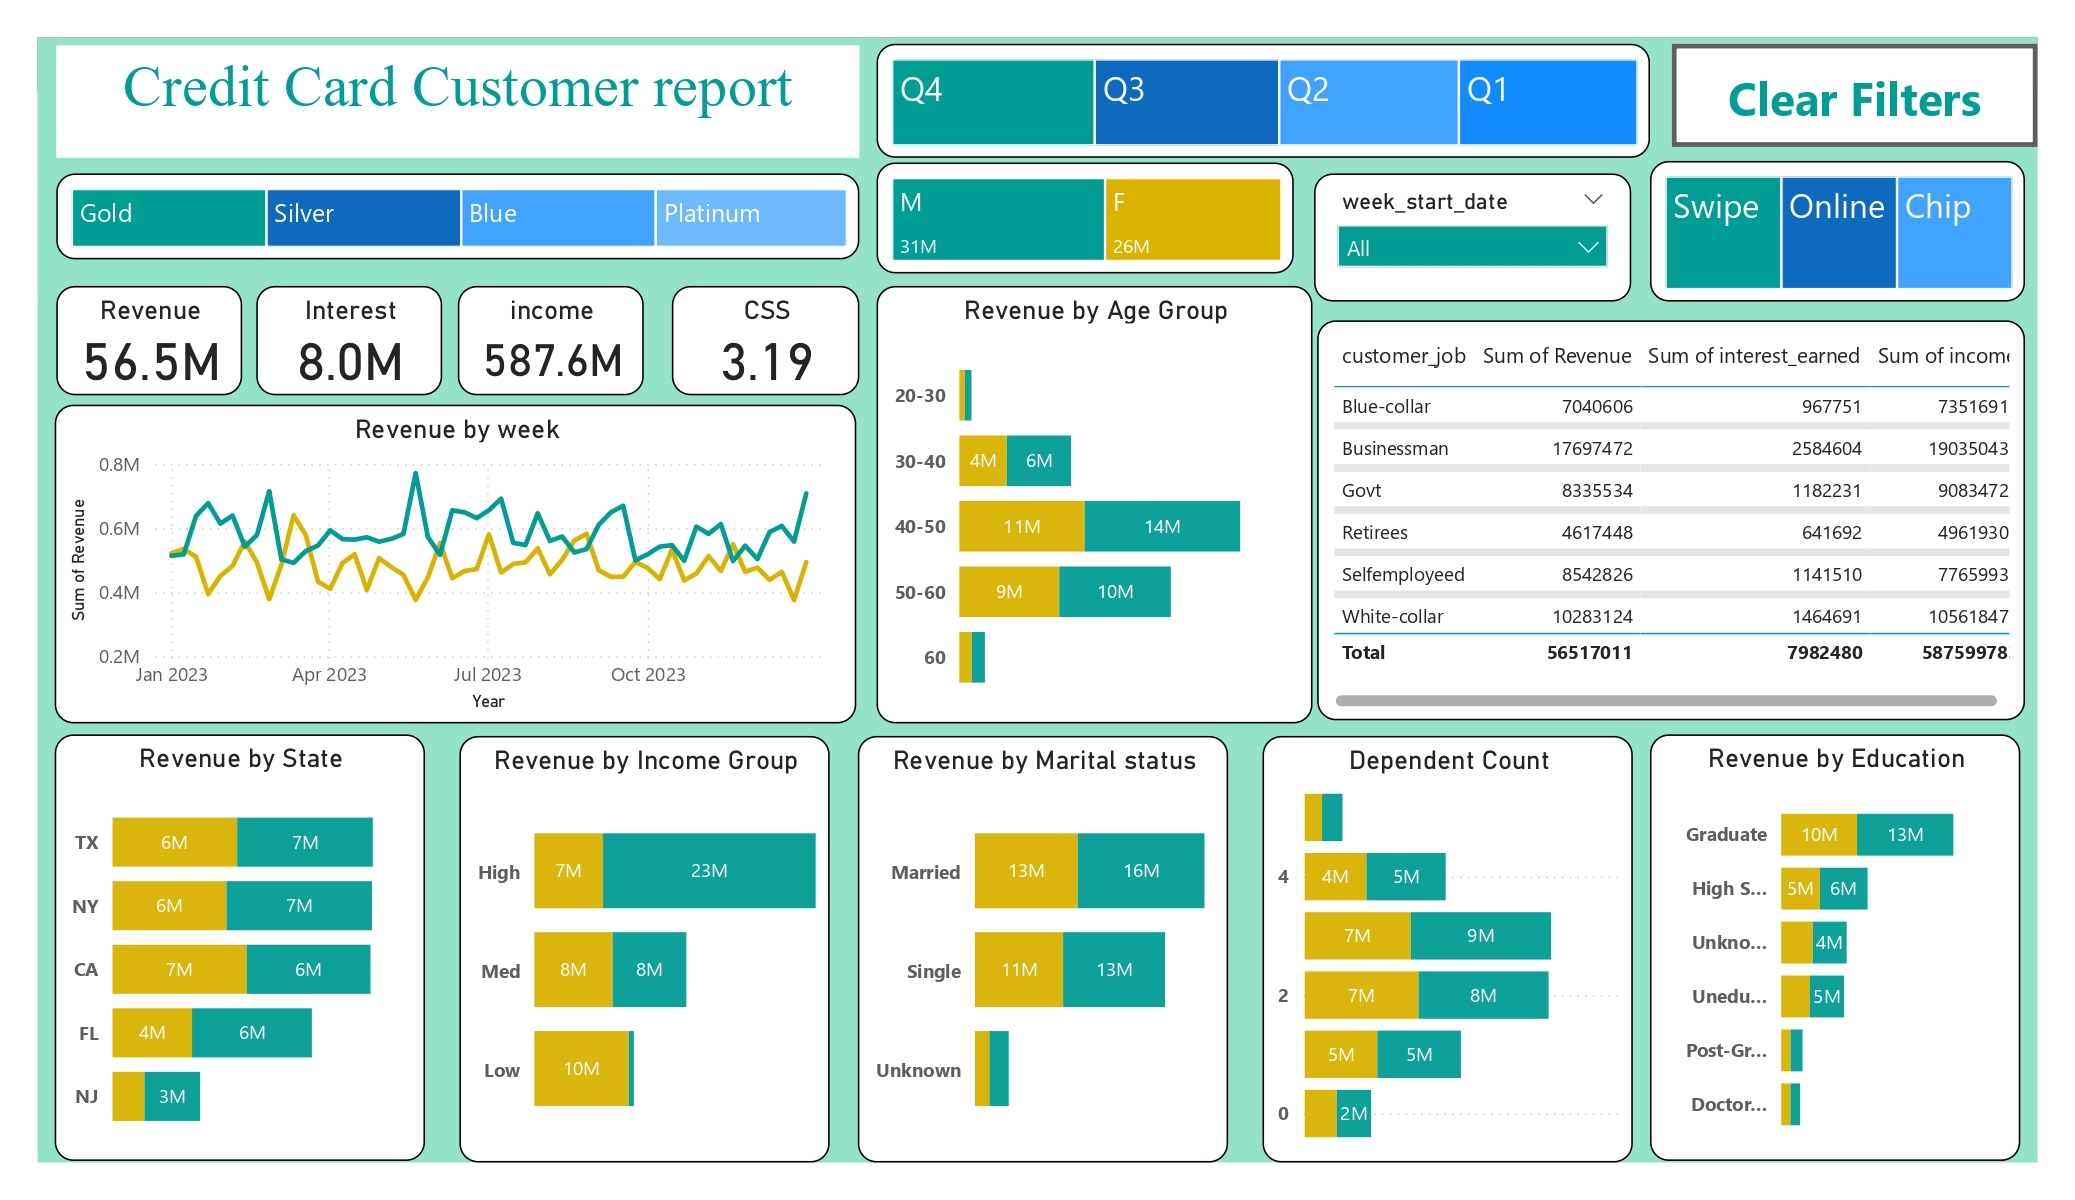 Credit Card Customer report
Q4 Q3 Q2 Q1
Clear Filters
Gold Silver Blue Platinum
M F
31M 26M
week_start_date
All
Swipe Online Chip
Revenue
56.5M
Interest
8.0M
income
587.6M
CSS
3.19
Revenue by week
0.8M
0.6M
0.4M
0.2M
Sum of Revenue
Jan 2023 Apr 2023 Jul 2023 Oct 2023
Year
Revenue by Age Group
20-30
30-40 4M 6M
40-50 11M 14M
50-60 9M 10M
60
customer_job Sum of Revenue Sum of interest_earned Sum of income
Blue-collar 7040606 967751 7351691
Businessman 17697472 2584604 19035043
Govt 8335534 1182231 9083472
Retirees 4617448 641692 4961930
Selfemployeed 8542826 1141510 7765993
White-collar 10283124 1464691 10561847
Total 56517011 7982480 58759978
Revenue by State
TX 6M 7M
NY 6M 7M
CA 7M 6M
FL 4M 6M
NJ 3M
Revenue by Income Group
High 7M 23M
Med 8M 8M
Low 10M
Revenue by Marital status
Married 13M 16M
Single 11M 13M
Unknown
Dependent Count
4 4M 5M
7M 9M
2 7M 8M
5M 5M
0 2M
Revenue by Education
Graduate 10M 13M
High S... 5M 6M
Unkno... 4M
Unedu... 5M
Post-Gr...
Doctor...